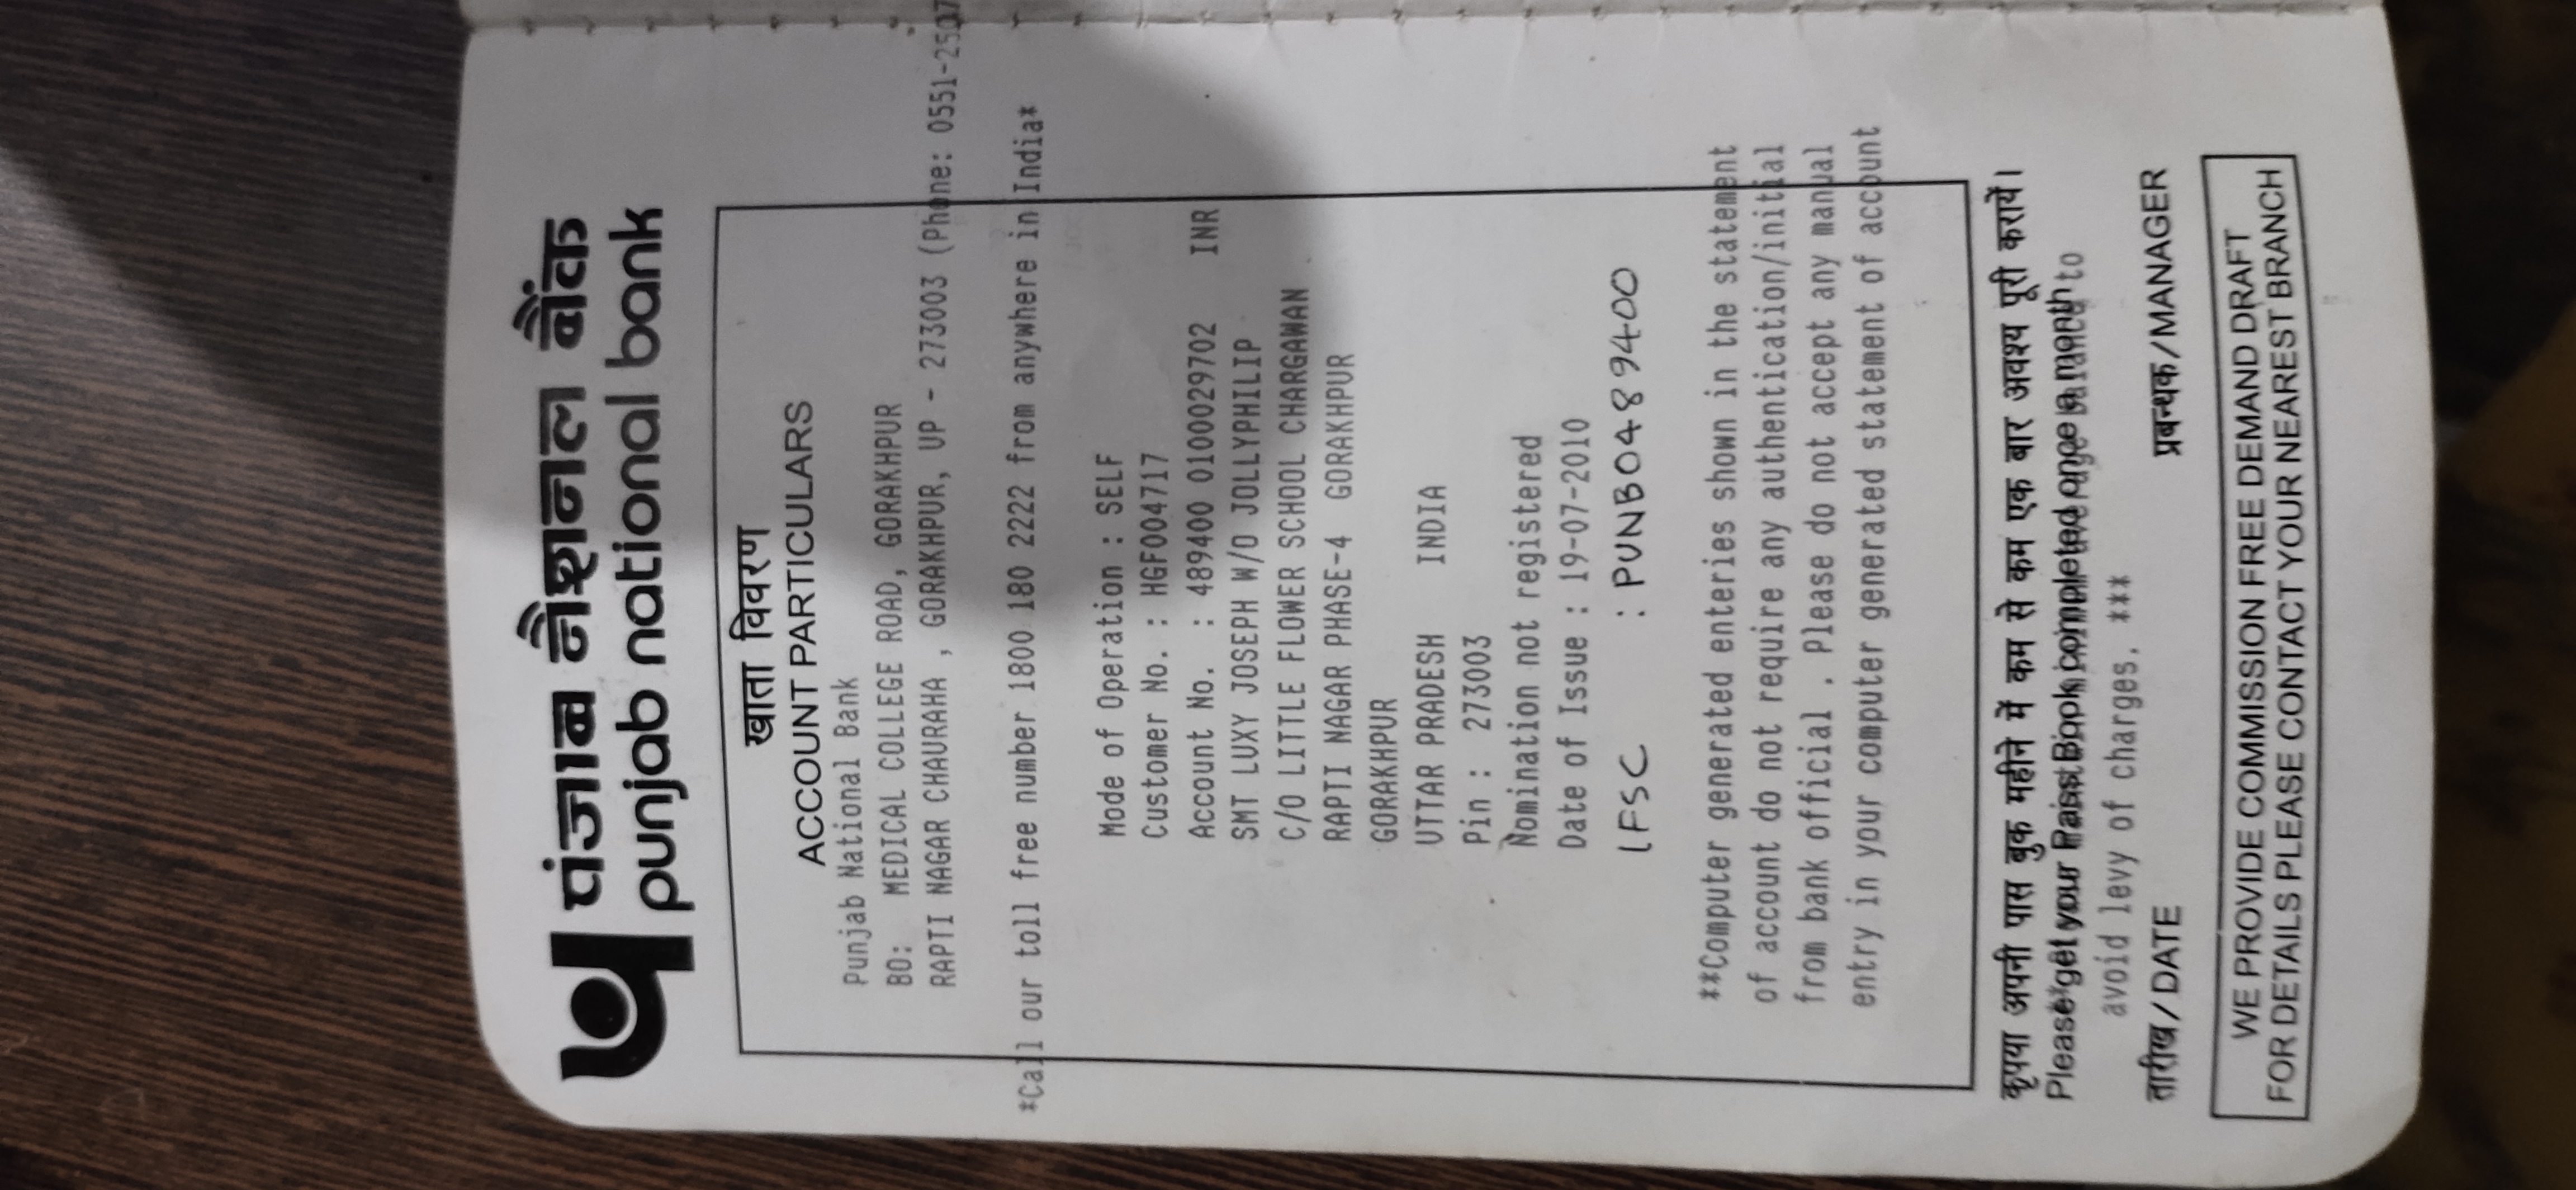 पंजाब नैशनल बैंक
punjab national bank
खाता विवरण
ACCOUNT PARTICULARS
Punjab National Bank
BO: MEDICAL COLLEGE ROAD, GORAKHPUR
RAPTI NAGAR CHAURAHA , GORAKHPUR, UP - 273003 (Phone: 0551-2507
*Call our toll free number 1800 180 2222 from anywhere in India*
Mode of Operation : SELF
Customer No. : HGF004717
Account No. : 489400 0100029702 INR
SMT LUXY JOSEPH W/O JOLLYPHILIP
C/O LITTLE FLOWER SCHOOL CHARGAWAN
RAPTI NAGAR PHASE-4 GORAKHPUR
GORAKHPUR
UTTAR PRADESH INDIA
Pin : 273003
Nomination not registered
Date of Issue : 19-07-2010
IFSC : PUNB0489400
**Computer generated enteries shown in the statement
of account do not require any authentication/initial
from bank official . Please do not accept any manual
entry in your computer generated statement of account
कृपया अपनी पास बुक महीने में कम से कम एक बार अवश्य पूरी करायें।
Please get your Pass Book completed once a month
average balance to
avoid levy of charges. ***
तारीख/DATE प्रबन्धक/MANAGER
WE PROVIDE COMMISSION FREE DEMAND DRAFT
FOR DETAILS PLEASE CONTACT YOUR NEAREST BRANCH